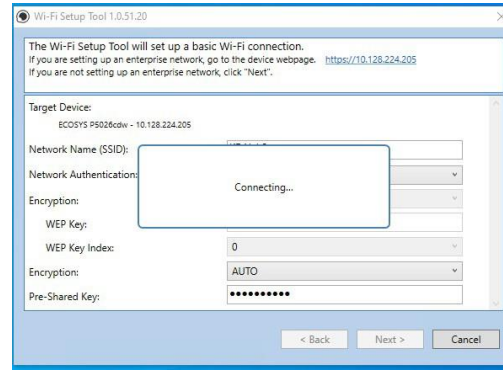 Wi-Fi Setup Tool 1.0.51.20
The Wi-Fi Setup Tool will set up a basic Wi-Fi connection.
If you are setting up an enterprise network, go to the device webpage. https://10.128.224.205
If you are not setting up an enterprise network, click "Next".
Target Device:
ECOSYS P5026cdw - 10.128.224.205
Network Name (SSID):
Network Authentication:
Connecting...
Encryption:
WEP Key:
WEP Key Index: 0
Encryption: AUTO
Pre-Shared Key: ●●●●●●●●●●
< Back Next > Cancel